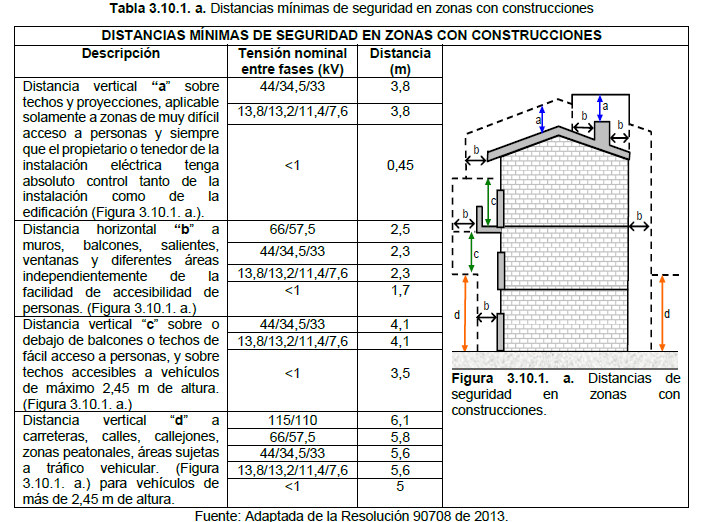 Tabla 3.10.1. a. Distancias mínimas de seguridad en zonas con construcciones
DISTANCIAS MÍNIMAS DE SEGURIDAD EN ZONAS CON CONSTRUCCIONES
Descripción
Tensión nominal
entre fases (kV)
Distancia
(m)
Distancia vertical “a” sobre
techos y proyecciones, aplicable
solamente a zonas de muy difícil
acceso a personas y siempre
que el propietario o tenedor de la
instalación eléctrica tenga
absoluto control tanto de la
instalación como de la
edificación (Figura 3.10.1. a.).
44/34,5/33
3,8
13,8/13,2/11,4/7,6
3,8
<1
0,45
Distancia horizontal “b” a
muros, balcones, salientes,
ventanas y diferentes áreas
independientemente de la
facilidad de accesibilidad de
personas. (Figura 3.10.1. a.)
66/57,5
2,5
44/34,5/33
2,3
13,8/13,2/11,4/7,6
2,3
<1
1,7
Distancia vertical “c” sobre o
debajo de balcones o techos de
fácil acceso a personas, y sobre
techos accesibles a vehículos
de máximo 2,45 m de altura.
(Figura 3.10.1. a.)
44/34,5/33
4,1
13,8/13,2/11,4/7,6
4,1
<1
3,5
Distancia vertical “d” a
carreteras, calles, callejones,
zonas peatonales, áreas sujetas
a tráfico vehicular. (Figura
3.10.1. a.) para vehículos de
más de 2,45 m de altura.
115/110
6,1
66/57,5
5,8
44/34,5/33
5,6
13,8/13,2/11,4/7,6
5,6
<1
5
a
a
b
b
b
c
b
b
c
b
d
d
Figura 3.10.1. a. Distancias de
seguridad en zonas con
construcciones.
Fuente: Adaptada de la Resolución 90708 de 2013.